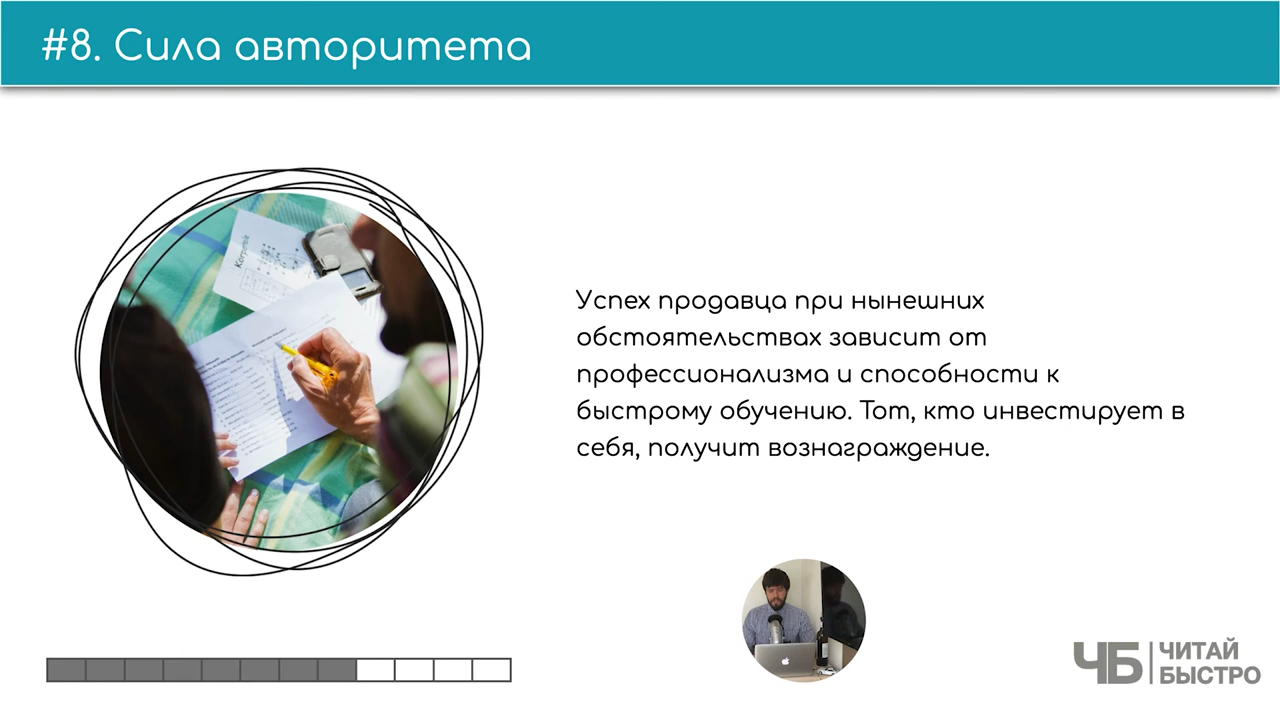 #8. Сила авторитета
Успех продавца при нынешних
обстоятельствах зависит от
профессионализма и способности к
быстрому обучению. Тот, кто инвестирует в
себя, получит вознаграждение.
ЧБ
ЧИТАЙ
БЫСТРО